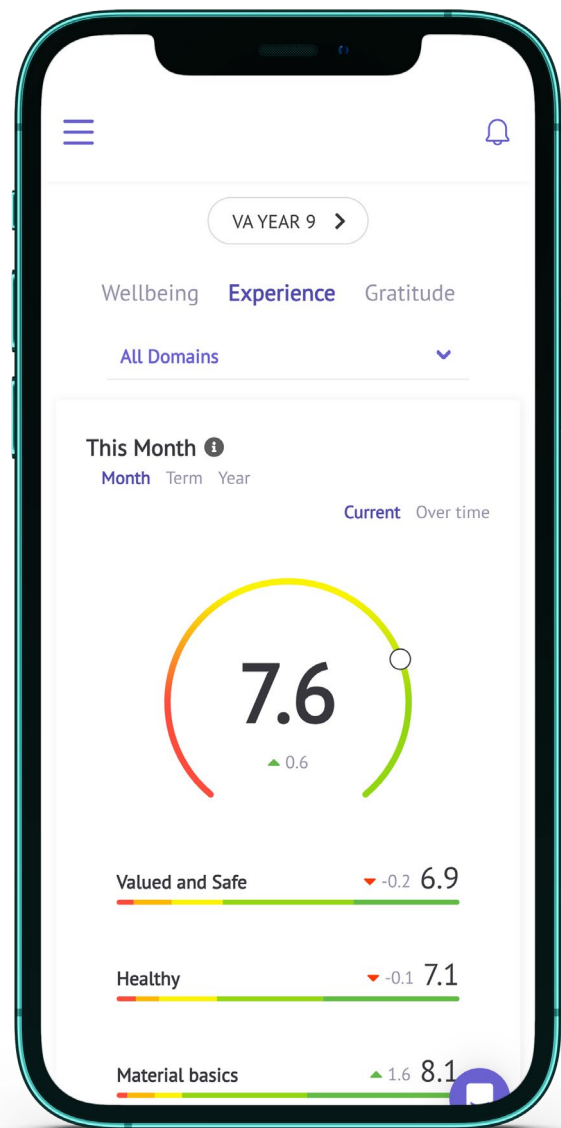 VA YEAR 9
Wellbeing Experience Gratitude
All Domains
This Month
Month Term Year
Current Over time
7.6
0.6
Valued and Safe -0.2 6.9
Healthy -0.1 7.1
Material basics 1.6 8.1